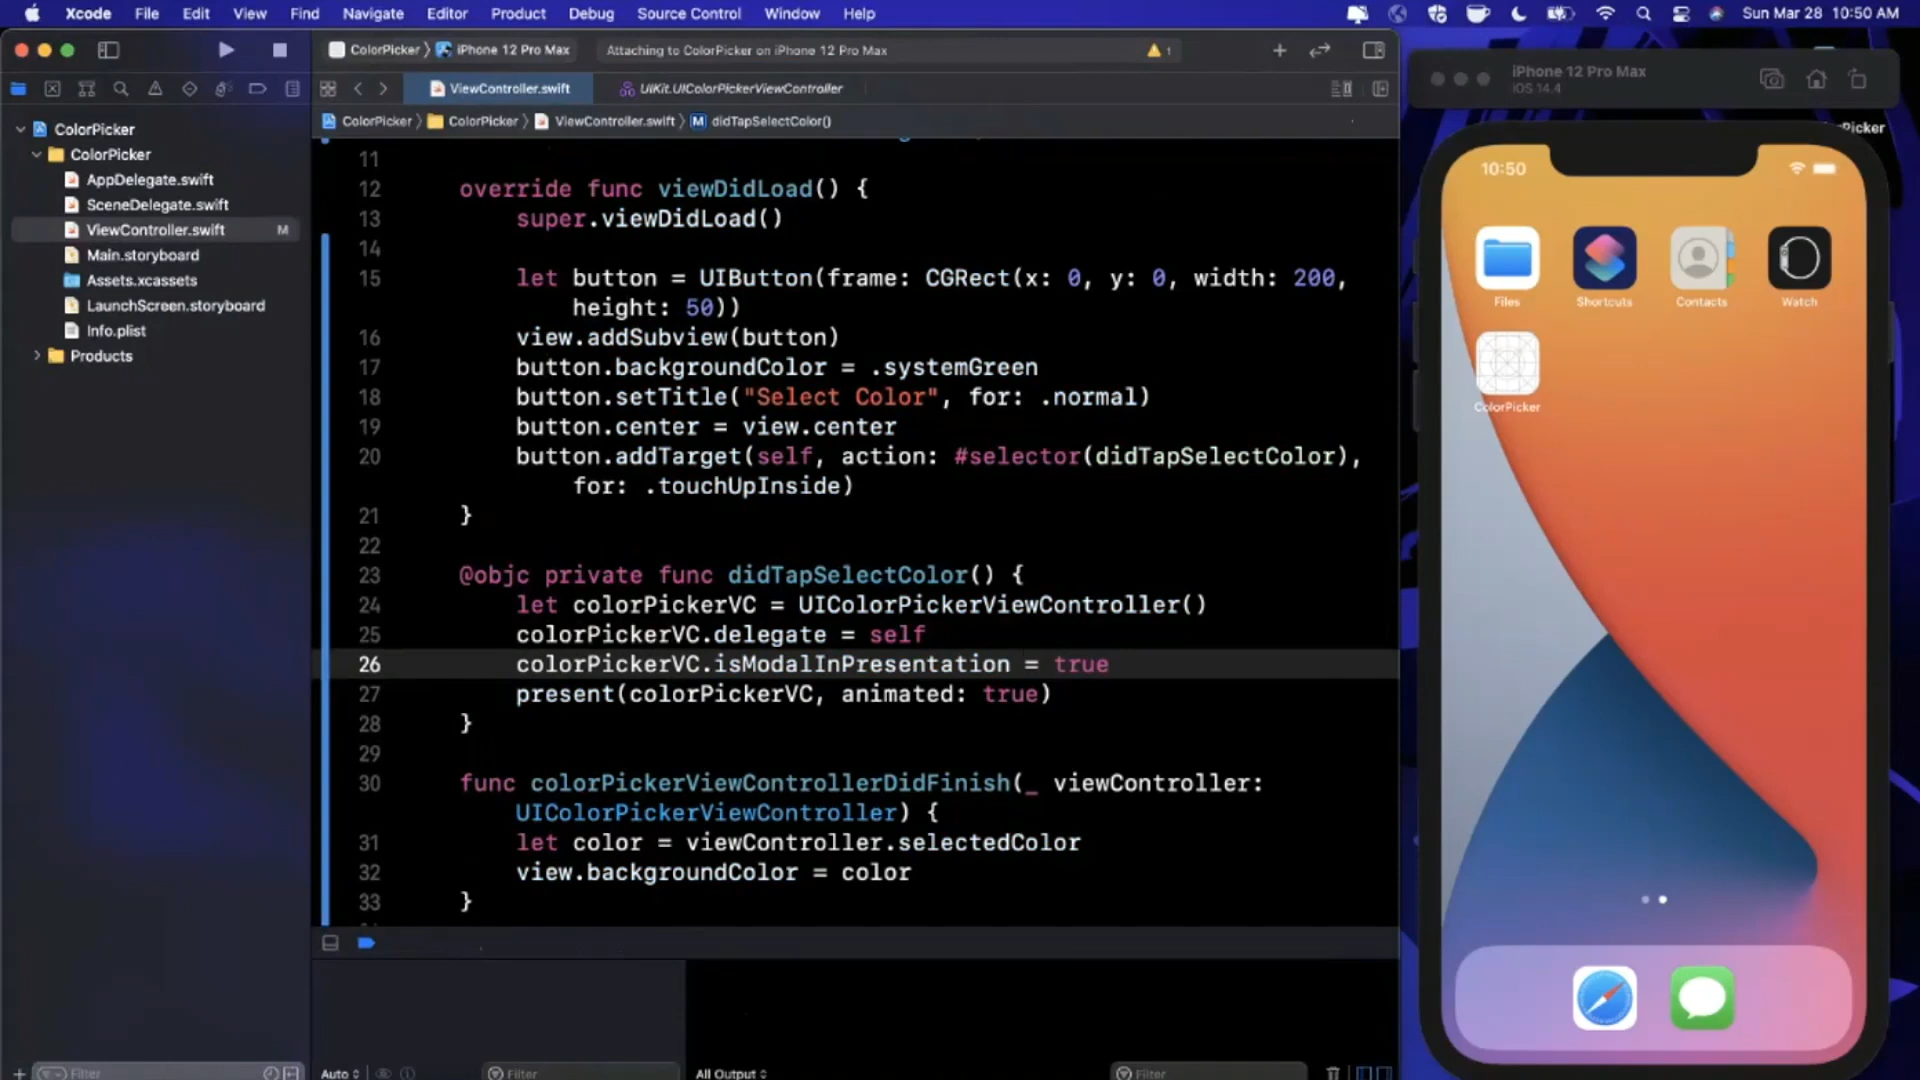 Xcode File Edit View Find Navigate Editor Product Debug Source Control Window Help Sun Mar 28 10:50 AM
ColorPicker iPhone 12 Pro Max Attaching to ColorPicker on iPhone 12 Pro Max 1
ViewController.swift UIKit.UIColorPickerViewController
ColorPicker ColorPicker ViewController.swift M didTapSelectColor()
ColorPicker
ColorPicker
AppDelegate.swift
SceneDelegate.swift
ViewController.swift M
Main.storyboard
Assets.xcassets
LaunchScreen.storyboard
Info.plist
Products
11
12 override func viewDidLoad() {
13 super.viewDidLoad()
14
15 let button = UIButton(frame: CGRect(x: 0, y: 0, width: 200,
height: 50))
16 view.addSubview(button)
17 button.backgroundColor = .systemGreen
18 button.setTitle("Select Color", for: .normal)
19 button.center = view.center
20 button.addTarget(self, action: #selector(didTapSelectColor),
for: .touchUpInside)
21 }
22
23 @objc private func didTapSelectColor() {
24 let colorPickerVC = UIColorPickerViewController()
25 colorPickerVC.delegate = self
26 colorPickerVC.isModalInPresentation = true
27 present(colorPickerVC, animated: true)
28 }
29
30 func colorPickerViewControllerDidFinish(_ viewController:
UIColorPickerViewController) {
31 let color = viewController.selectedColor
32 view.backgroundColor = color
33 }
Filter
Auto
Filter
All Output
Filter
iPhone 12 Pro Max
iOS 14.4
Picker
10:50
Files Shortcuts Contacts Watch
ColorPicker